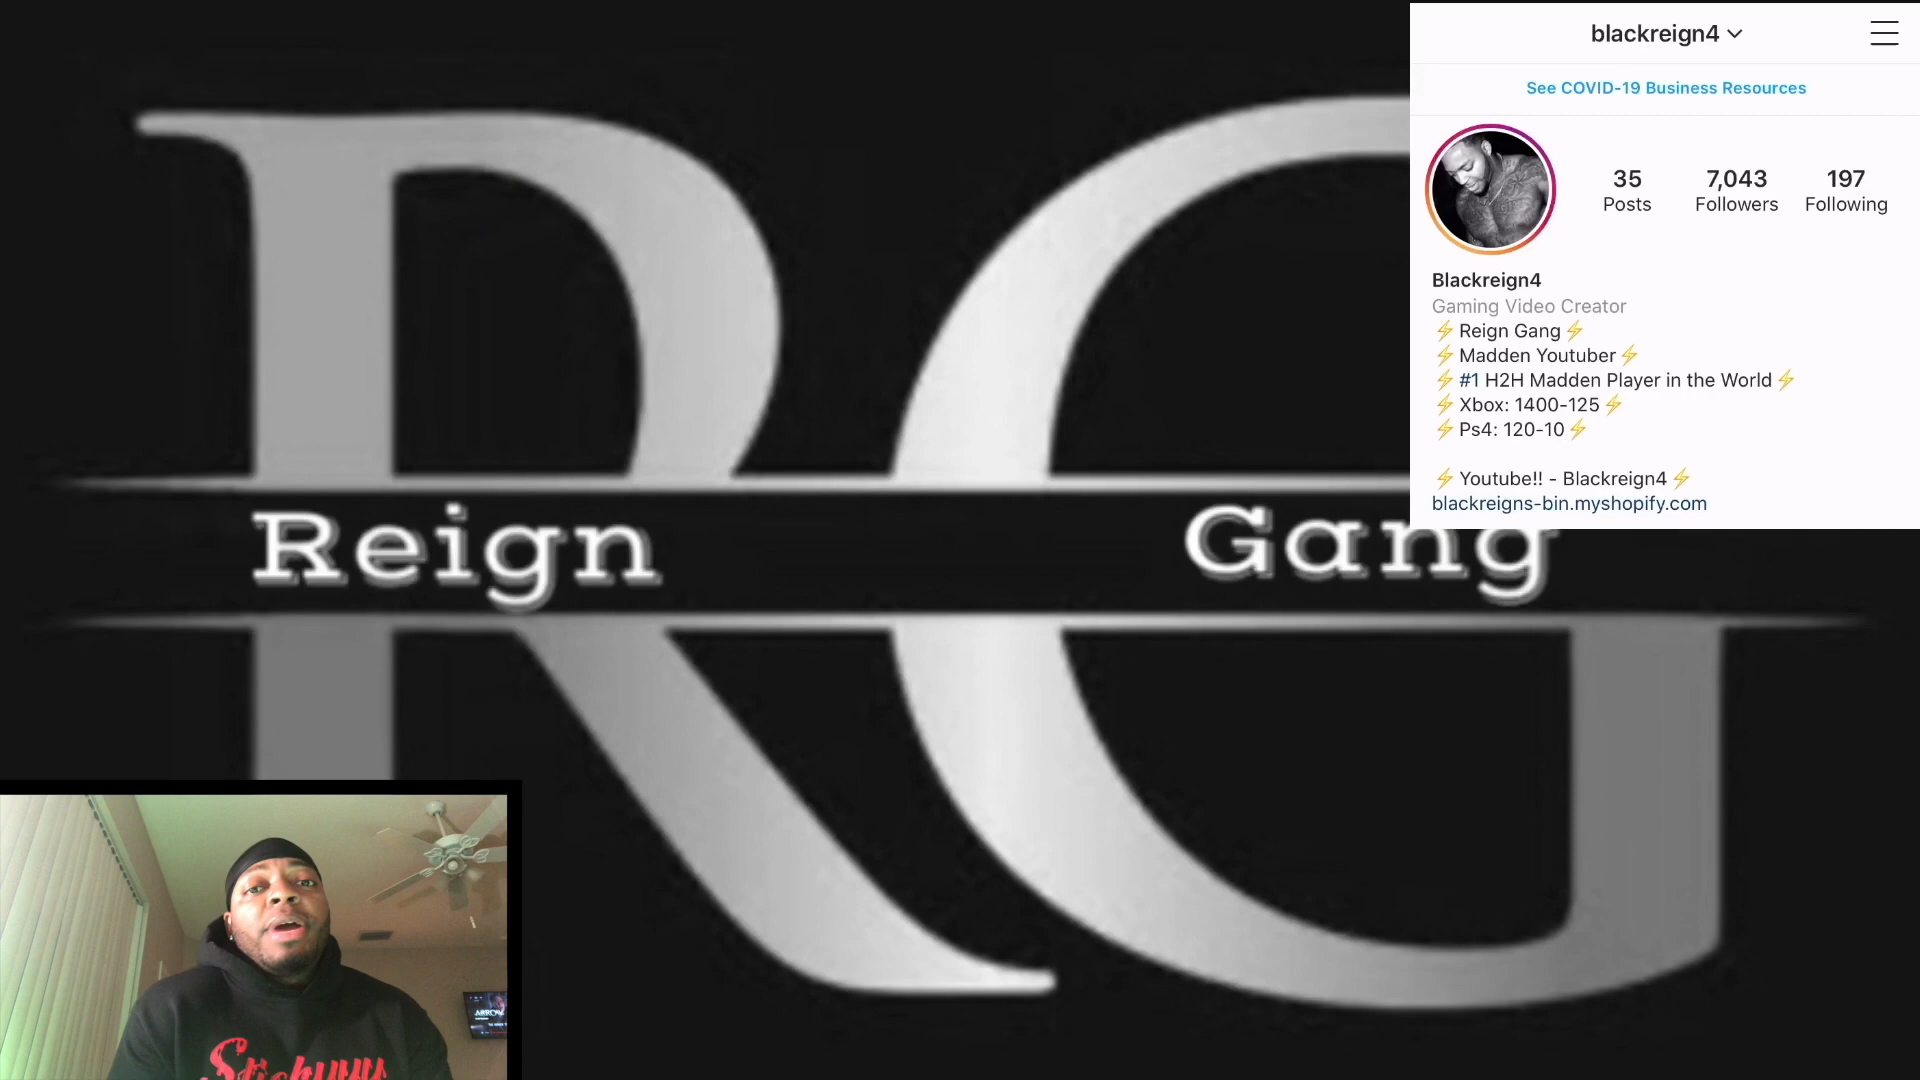 blackreign4
See COVID-19 Business Resources
35 7,043 197
Posts Followers Following
Blackreign4
Gaming Video Creator
⚡Reign Gang⚡
⚡Madden Youtuber⚡
⚡#1 H2H Madden Player in the World⚡
⚡Xbox: 1400-125⚡
⚡Ps4: 120-10⚡
⚡Youtube!! - Blackreign4⚡
blackreigns-bin.myshopify.com
RG
Reign Gang
ARROW
Stichyyy